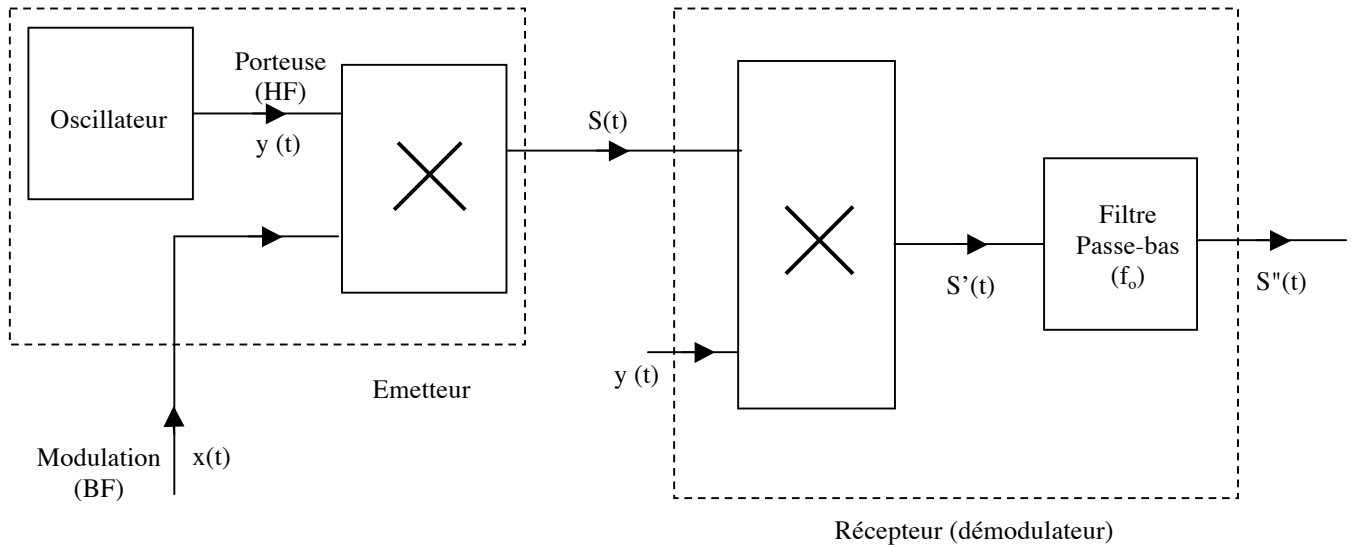 Oscillateur
Porteuse
(HF)
y (t)
S(t)
Emetteur
Modulation
(BF)
x(t)
y (t)
S’(t)
Filtre
Passe-bas
(fo)
S"(t)
Récepteur (démodulateur)